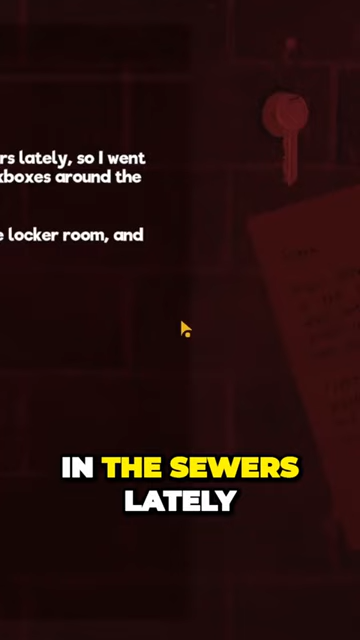 rs lately, so I went
kboxes around the
e locker room, and
IN THE SEWERS
LATELY